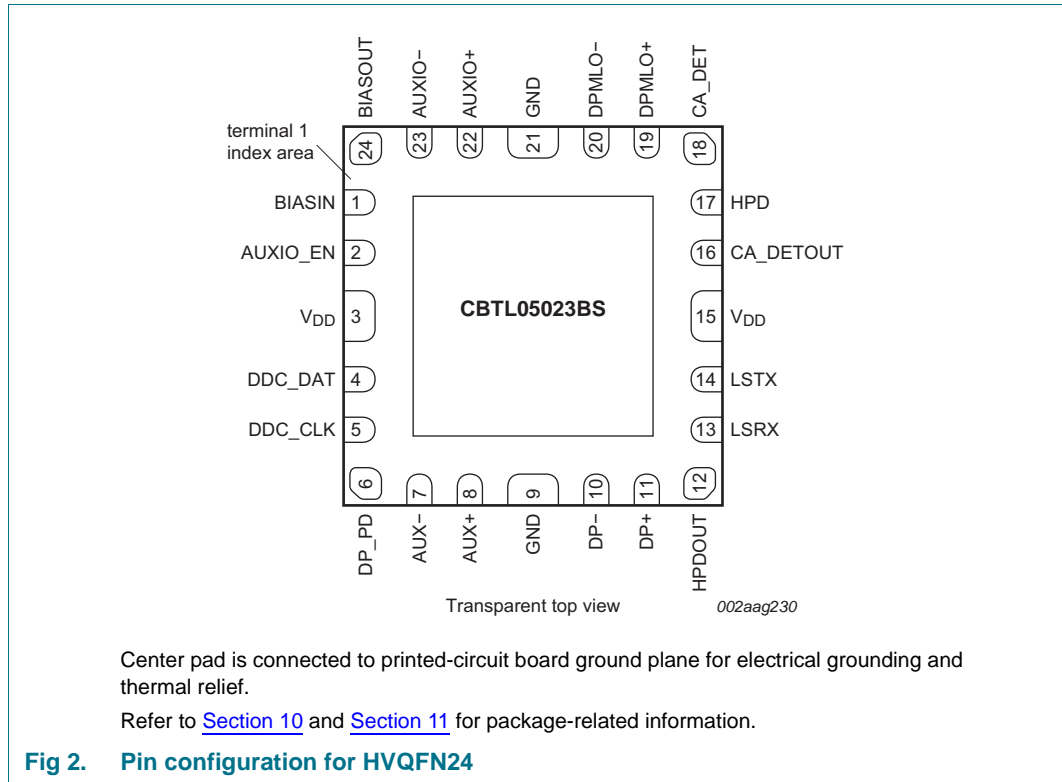 BIASOUT
AUXIO−
AUXIO+
GND
DPMLO−
DPMLO+
CA_DET
terminal 1
index area
24
23
22
21
20
19
18
BIASIN 1
17 HPD
AUXIO_EN 2
16 CA_DETOUT
VDD 3
CBTL05023BS
15 VDD
DDC_DAT 4
14 LSTX
DDC_CLK 5
13 LSRX
6
7
8
9
10
11
12
DP_PD
AUX−
AUX+
GND
DP−
DP+
HPDOUT
Transparent top view
002aag230
Center pad is connected to printed-circuit board ground plane for electrical grounding and
thermal relief.
Refer to Section 10 and Section 11 for package-related information.
Fig 2. Pin configuration for HVQFN24